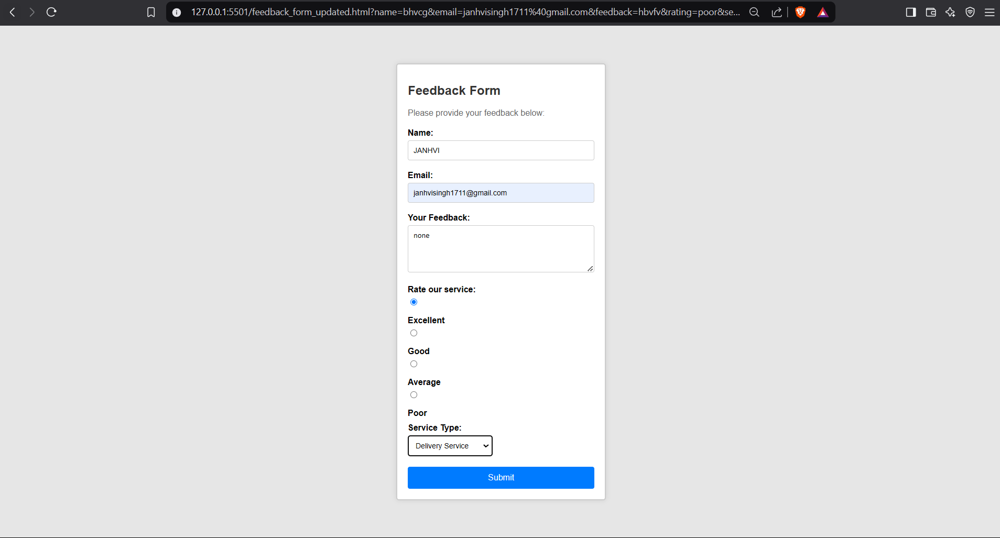 127.0.0.1:5501/feedback_form_updated.html?name=bhvcg&email=janhvisingh1711%40gmail.com&feedback=hbvfv&rating=poor&se...
Feedback Form
Please provide your feedback below:
Name:
JANHVI
Email:
janhvisingh1711@gmail.com
Your Feedback:
none
Rate our service:
Excellent
Good
Average
Poor
Service Type:
Delivery Service
Submit